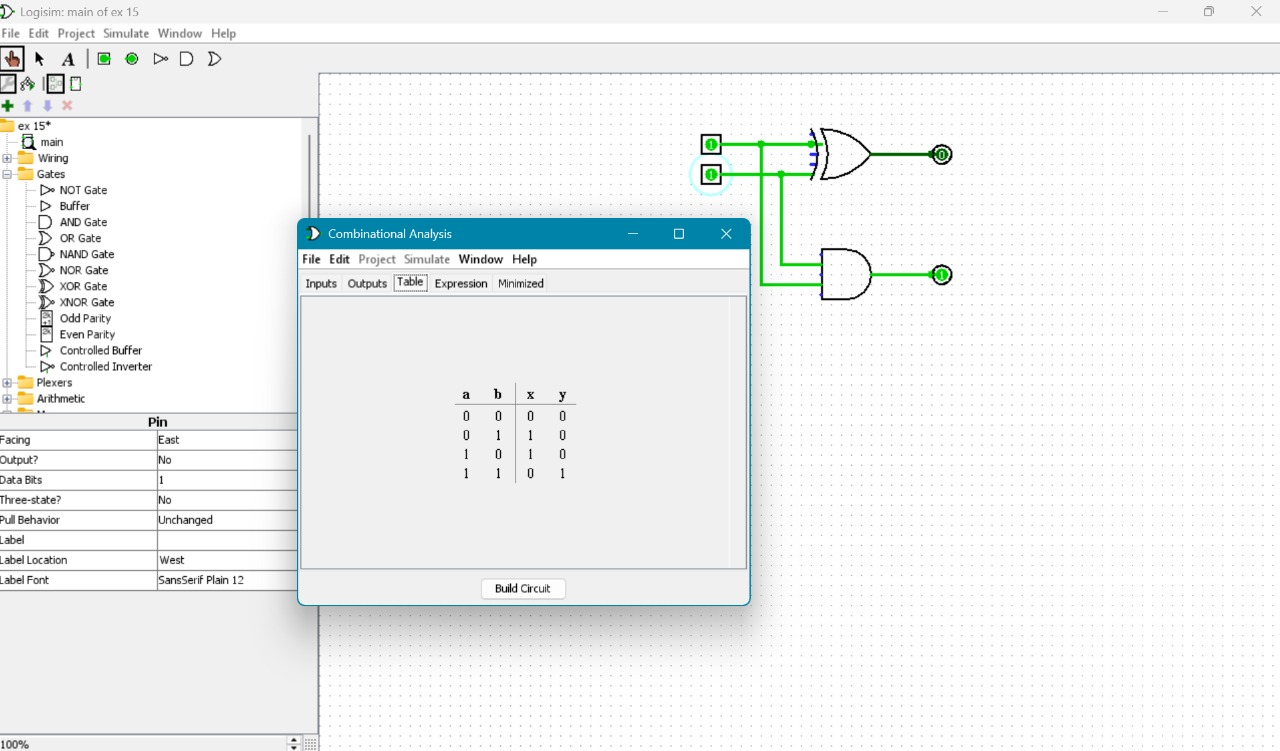 Logisim: main of ex 15
File Edit Project Simulate Window Help
A
ex 15*
main
Wiring
Gates
NOT Gate
Buffer
AND Gate
OR Gate
NAND Gate
NOR Gate
XOR Gate
XNOR Gate
Odd Parity
Even Parity
Controlled Buffer
Controlled Inverter
Plexers
Arithmetic
Pin
Facing East
Output? No
Data Bits 1
Three-state? No
Pull Behavior Unchanged
Label
Label Location West
Label Font SansSerif Plain 12
100%
1
0
1
1
Combinational Analysis
File Edit Project Simulate Window Help
Inputs Outputs Table Expression Minimized
a b x y
0 0 0 0
0 1 1 0
1 0 1 0
1 1 0 1
Build Circuit